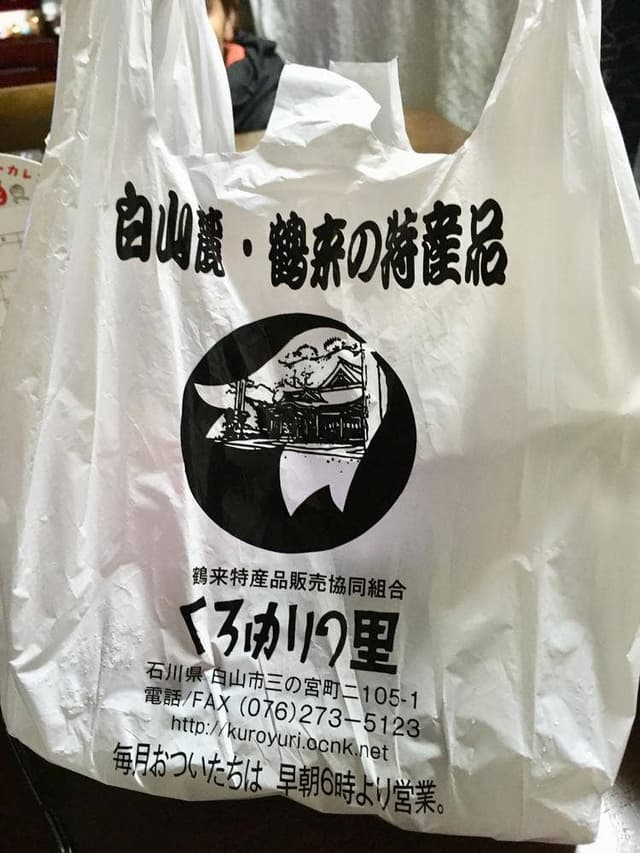 白山麓・鶴来の特産品
鶴来特産品販売協同組合
くろゆりの里
石川県 白山市三の宮町ニ105-1
電話/FAX (076)273-5123
http://kuroyuri.ocnk.net
毎月おついたちは 早朝6時より営業。